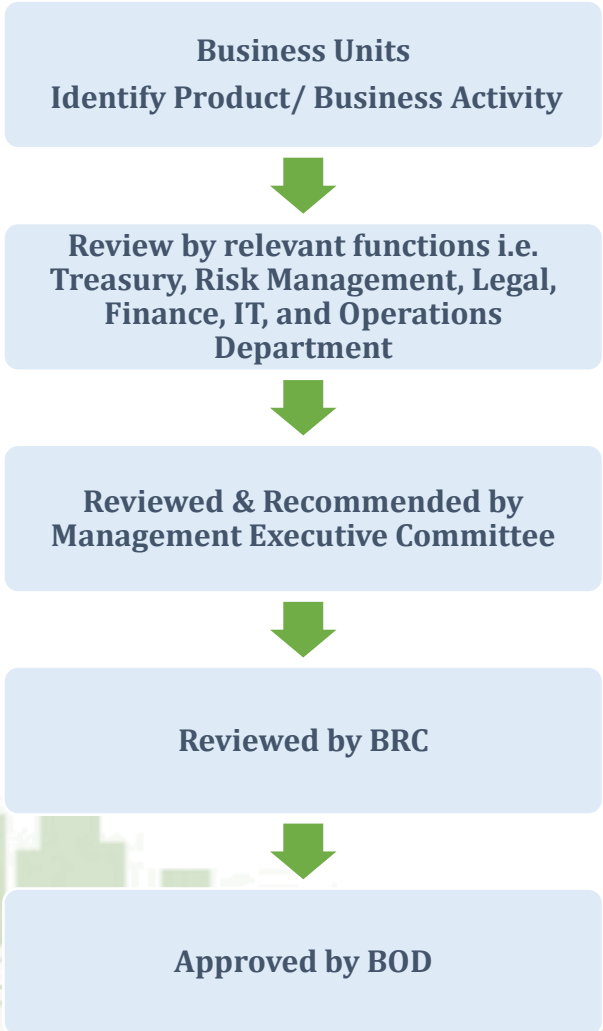 Business Units
Identify Product/ Business Activity
Review by relevant functions i.e.
Treasury, Risk Management, Legal,
Finance, IT, and Operations
Department
Reviewed & Recommended by
Management Executive Committee
Reviewed by BRC
Approved by BOD